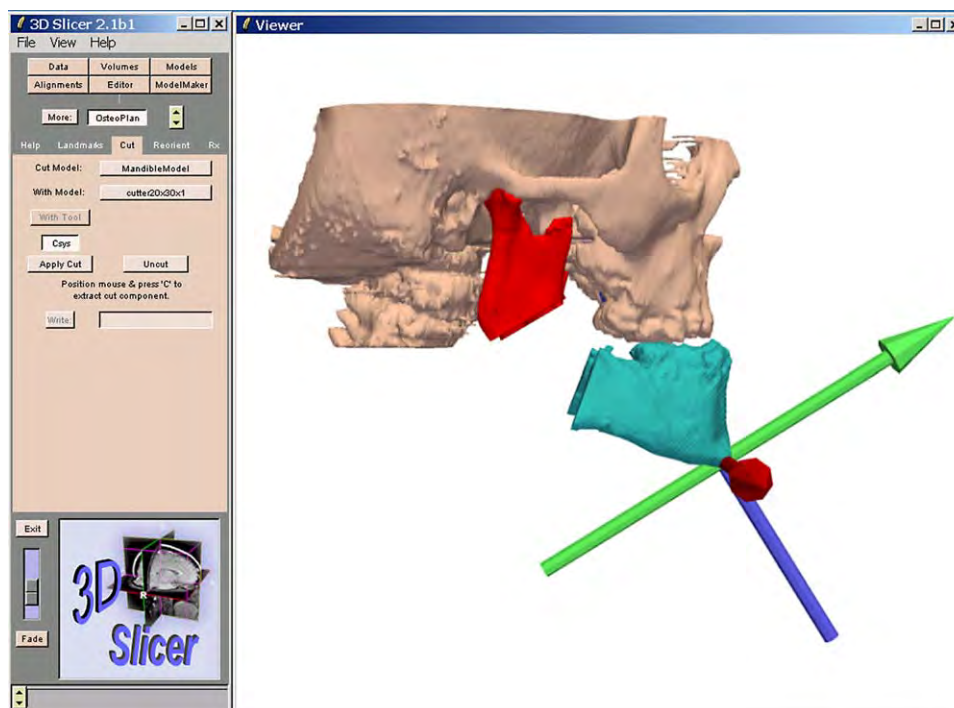 3D Slicer 2.1b1
File View Help
Data Volumes Models
Alignments Editor ModelMaker
More: OsteoPlan
Help Landmarks Cut Reorient Rx
Cut Model: MandibleModel
With Model: cutter20x30x1
With Tool
Csys
Apply Cut Uncut
Position mouse & press 'C' to
extract cut component.
Write:
Exit
Fade
3D
R
Slicer
Viewer